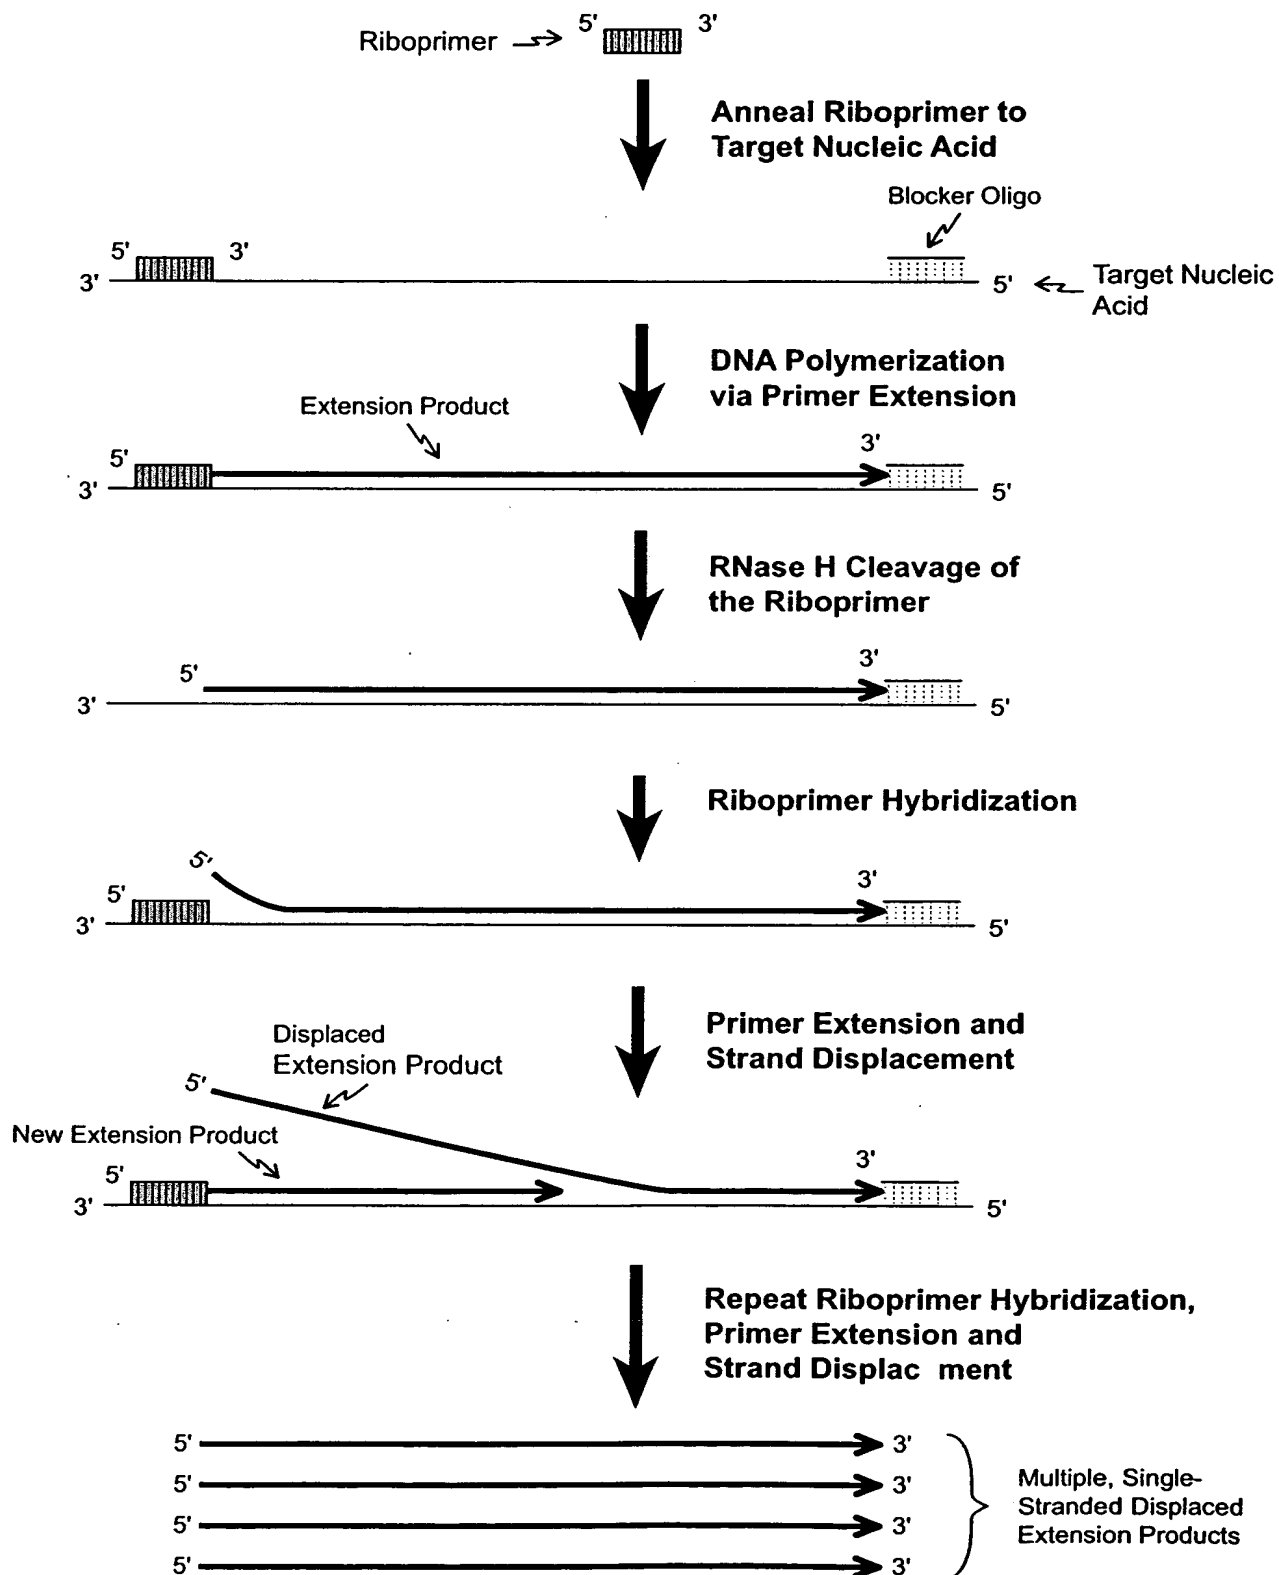 5' 3'
Riboprimer
Anneal Riboprimer to
Target Nucleic Acid
Blocker Oligo
5' 3'
3' 5'
Target Nucleic
Acid
DNA Polymerization
via Primer Extension
Extension Product
3'
5'
3' 5'
RNase H Cleavage of
the Riboprimer
3'
5'
3' 5'
Riboprimer Hybridization
5'
3'
5'
3' 5'
Primer Extension and
Strand Displacement
Displaced
Extension Product
5'
New Extension Product
3'
5'
3' 5'
Repeat Riboprimer Hybridization,
Primer Extension and
Strand Displac ment
5' 3'
5' 3'
5' 3'
5' 3'
Multiple, Single-
Stranded Displaced
Extension Products